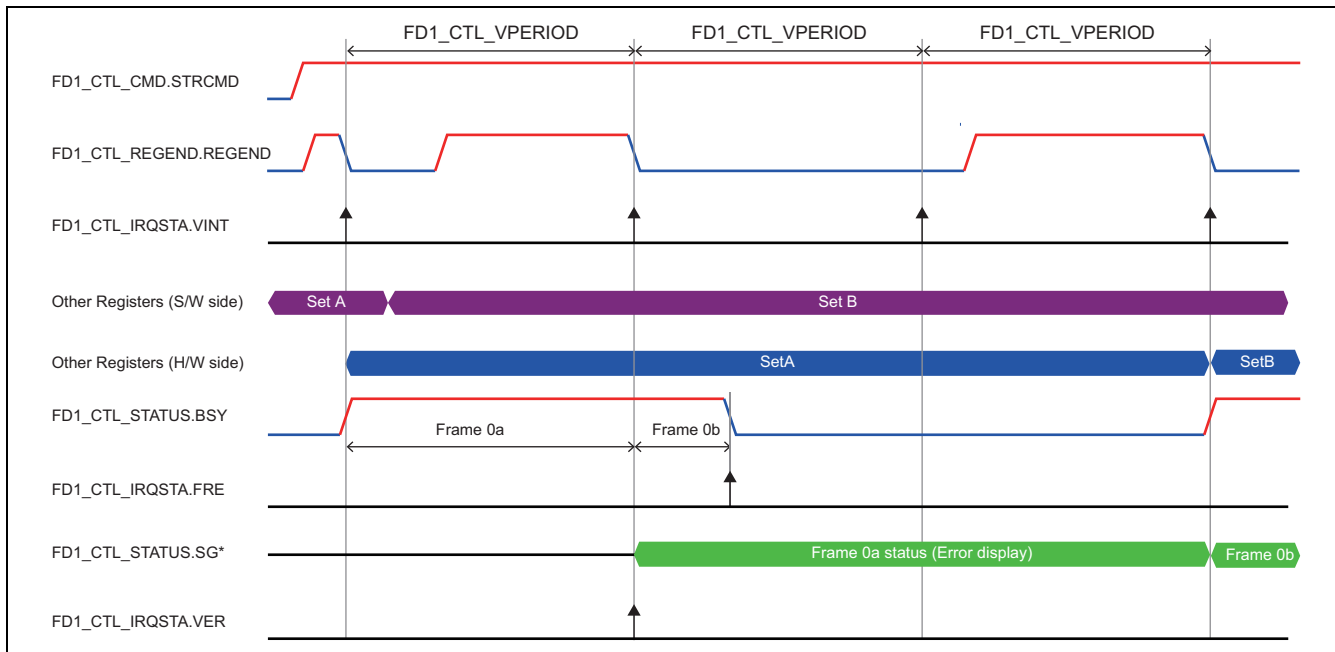 FD1_CTL_VPERIOD FD1_CTL_VPERIOD FD1_CTL_VPERIOD
FD1_CTL_CMD.STRCMD
FD1_CTL_REGEND.REGEND
FD1_CTL_IRQSTA.VINT
Other Registers (S/W side) Set A Set B
Other Registers (H/W side) SetA SetB
FD1_CTL_STATUS.BSY
Frame 0a Frame 0b
FD1_CTL_IRQSTA.FRE
FD1_CTL_STATUS.SG* Frame 0a status (Error display) Frame 0b
FD1_CTL_IRQSTA.VER